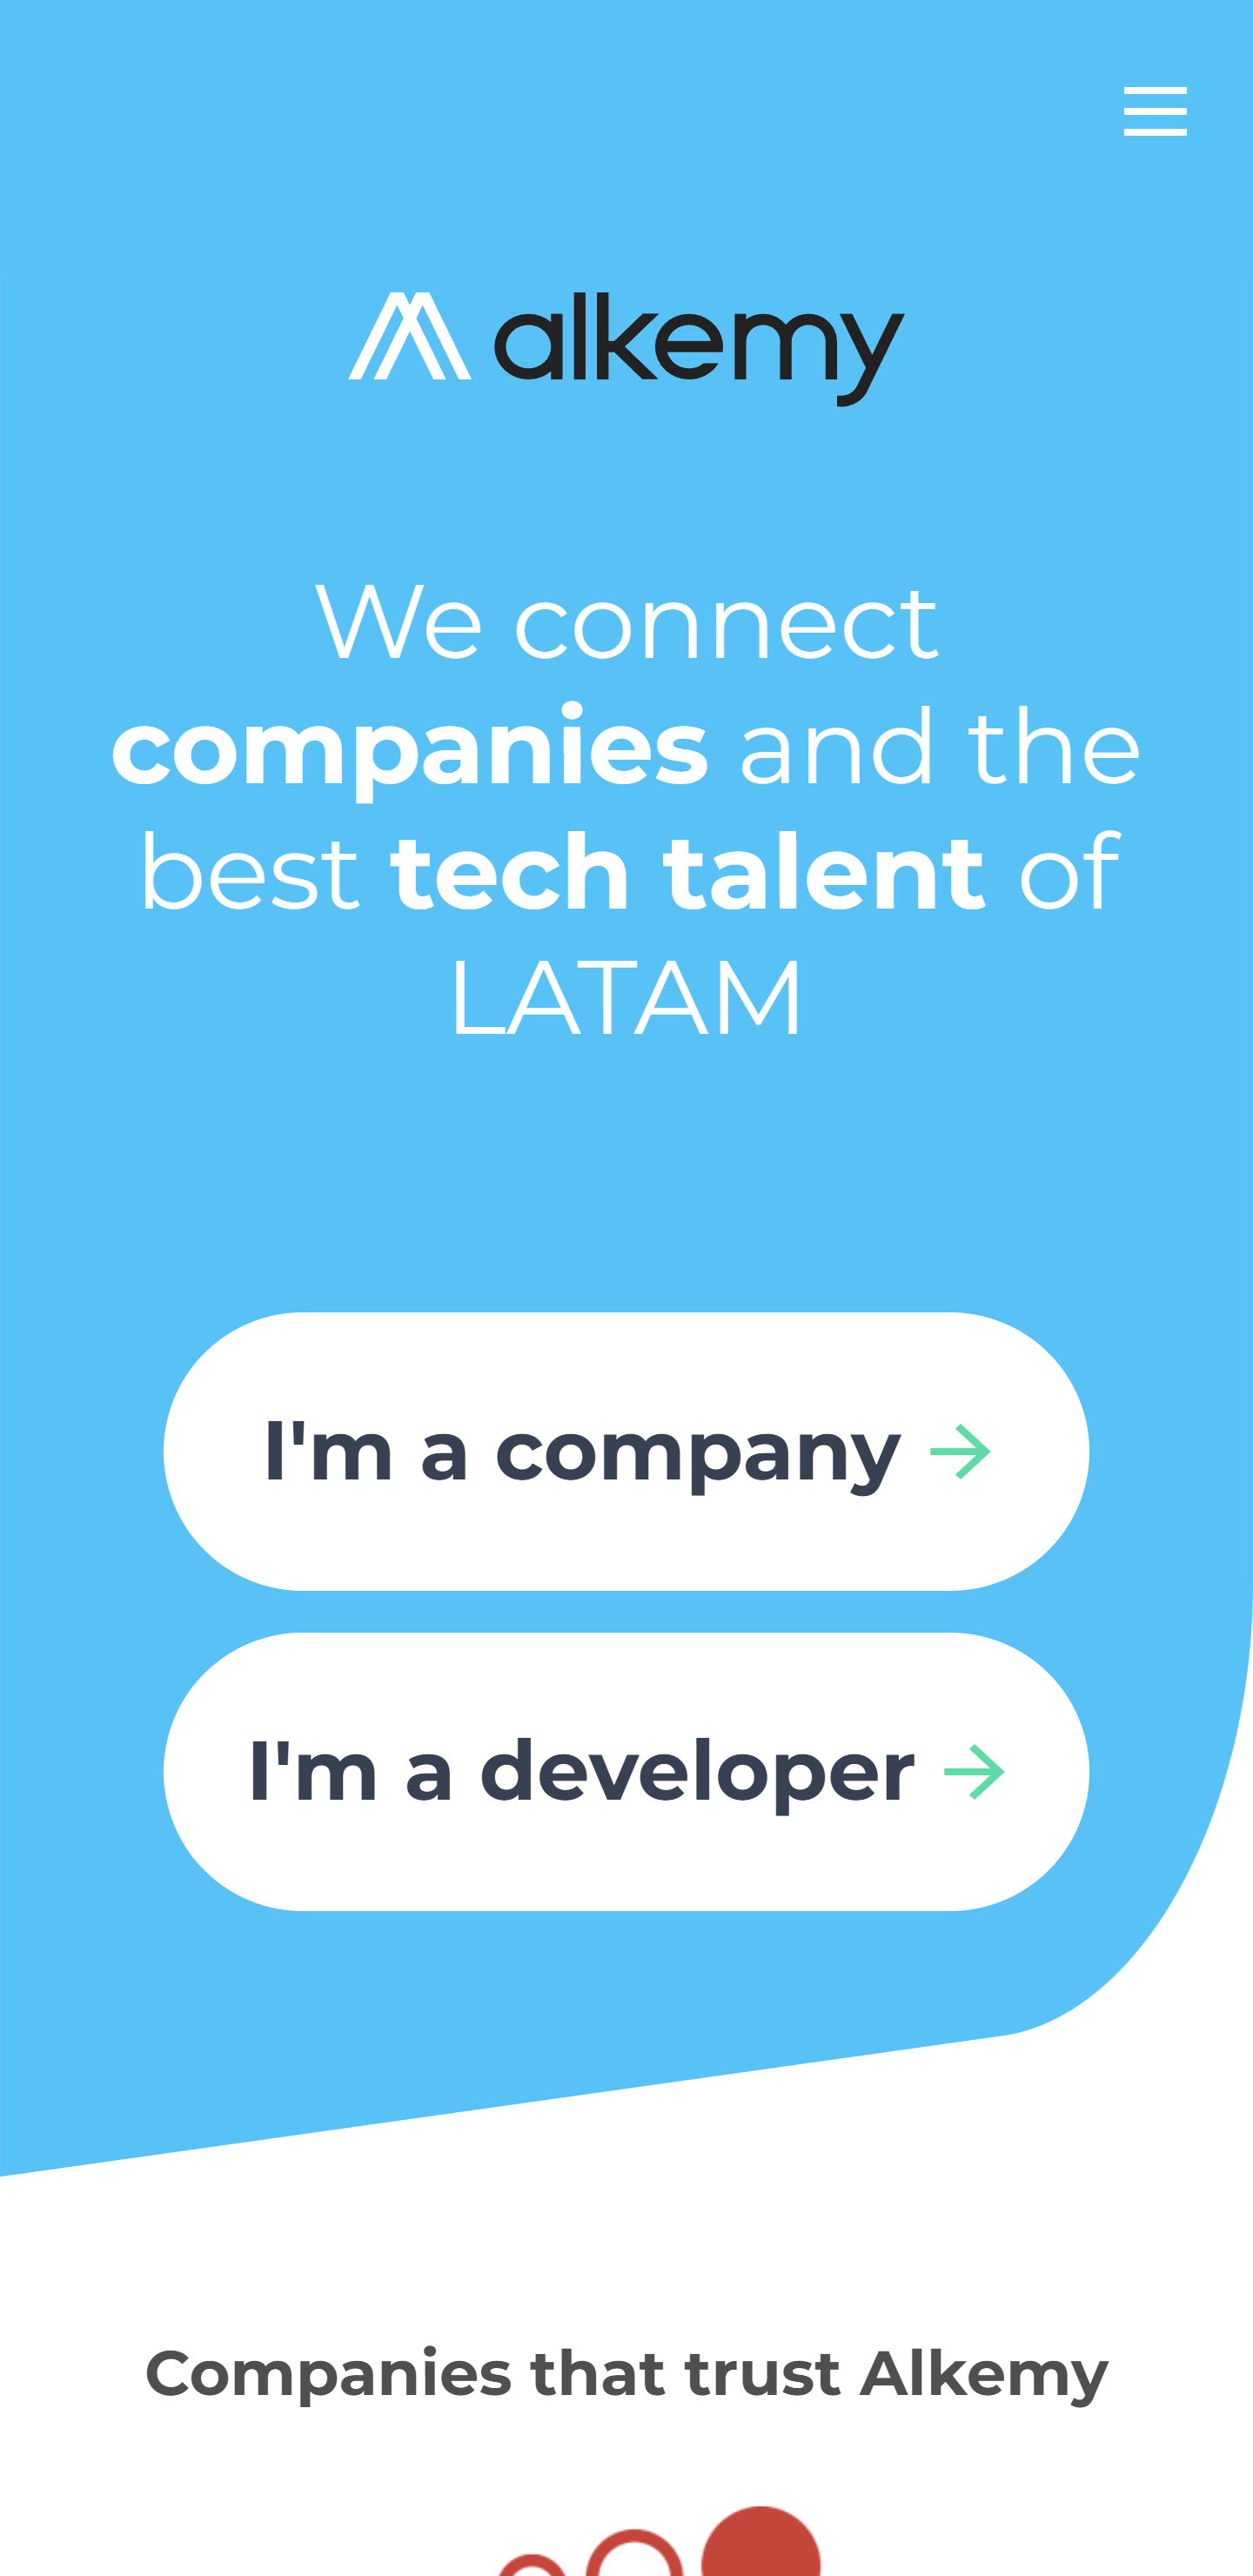 alkemy
We connect
companies and the
best tech talent of
LATAM
I'm a company
I'm a developer
Companies that trust Alkemy